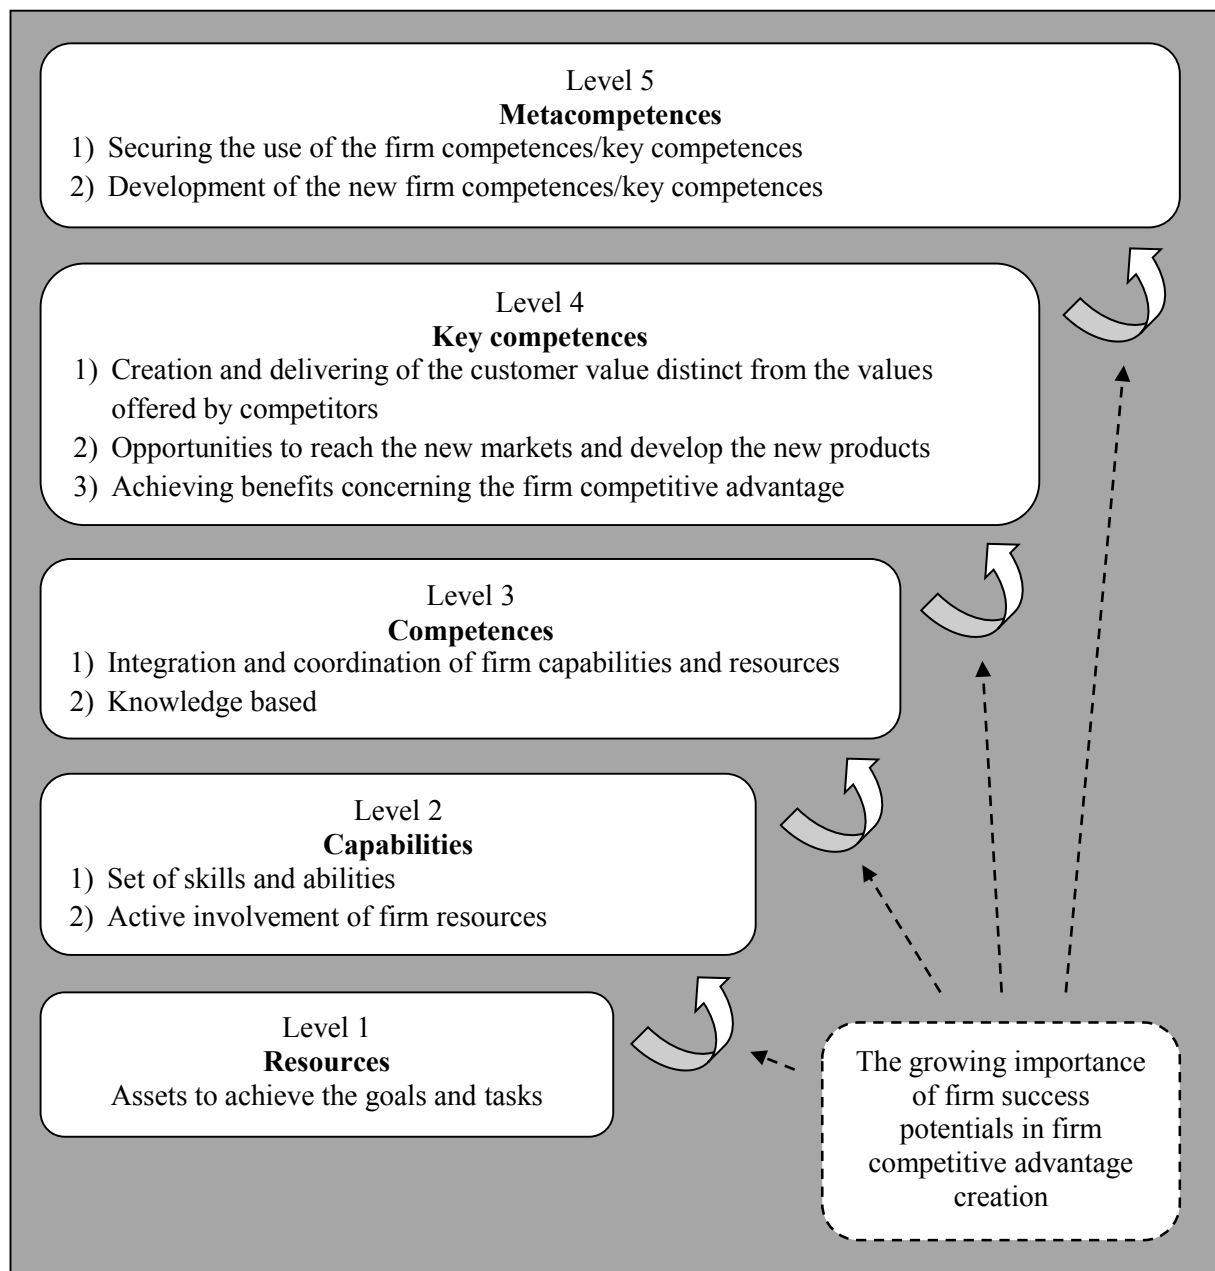 Level 5
Metacompetences
1) Securing the use of the firm competences/key competences
2) Development of the new firm competences/key competences
Level 4
Key competences
1) Creation and delivering of the customer value distinct from the values
offered by competitors
2) Opportunities to reach the new markets and develop the new products
3) Achieving benefits concerning the firm competitive advantage
Level 3
Competences
1) Integration and coordination of firm capabilities and resources
2) Knowledge based
Level 2
Capabilities
1) Set of skills and abilities
2) Active involvement of firm resources
Level 1
Resources
Assets to achieve the goals and tasks
The growing importance
of firm success
potentials in firm
competitive advantage
creation